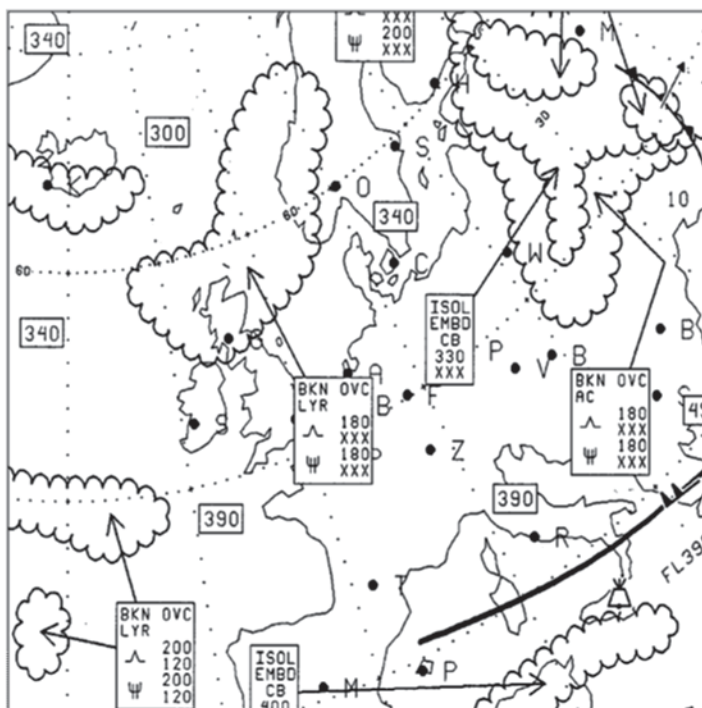 340
XXX
200
XXX
M
H
30
300
S
O
10
340
60
60
C
W
340
ISOL
EMBD
CB
330
XXX
B
P
V
B
A
BKN OVC
LYR
180
XXX
180
XXX
B
F
BKN OVC
AC
180
XXX
180
XXX
S
Z
390
390
R
FL390
T
BKN OVC
LYR
200
120
200
120
ISOL
EMBD
CB
400
M
P